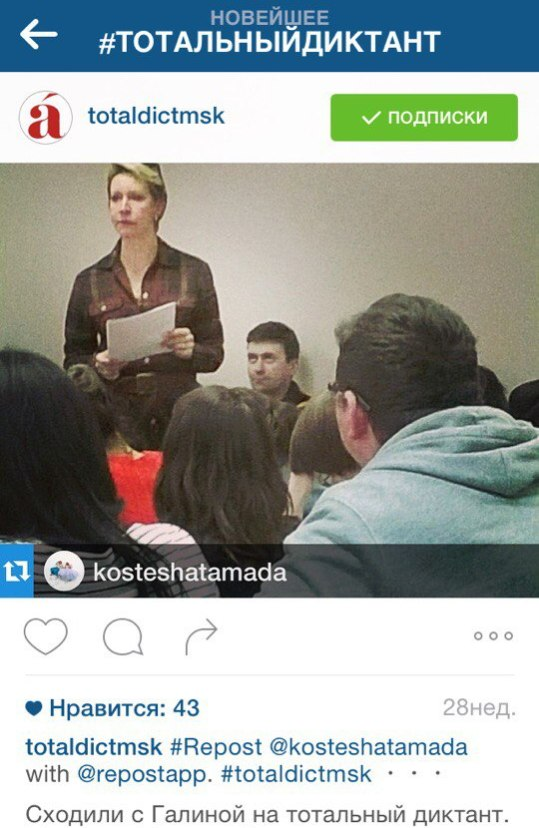 НОВЕЙШЕЕ
#ТОТАЛЬНЫЙДИКТАНТ
á
totaldictmsk
ПОДПИСКИ
kosteshatamada
Нравится: 43
28нед.
totaldictmsk #Repost @kosteshatamada
with @repostapp. #totaldictmsk ・・・
Сходили с Галиной на тотальный диктант.